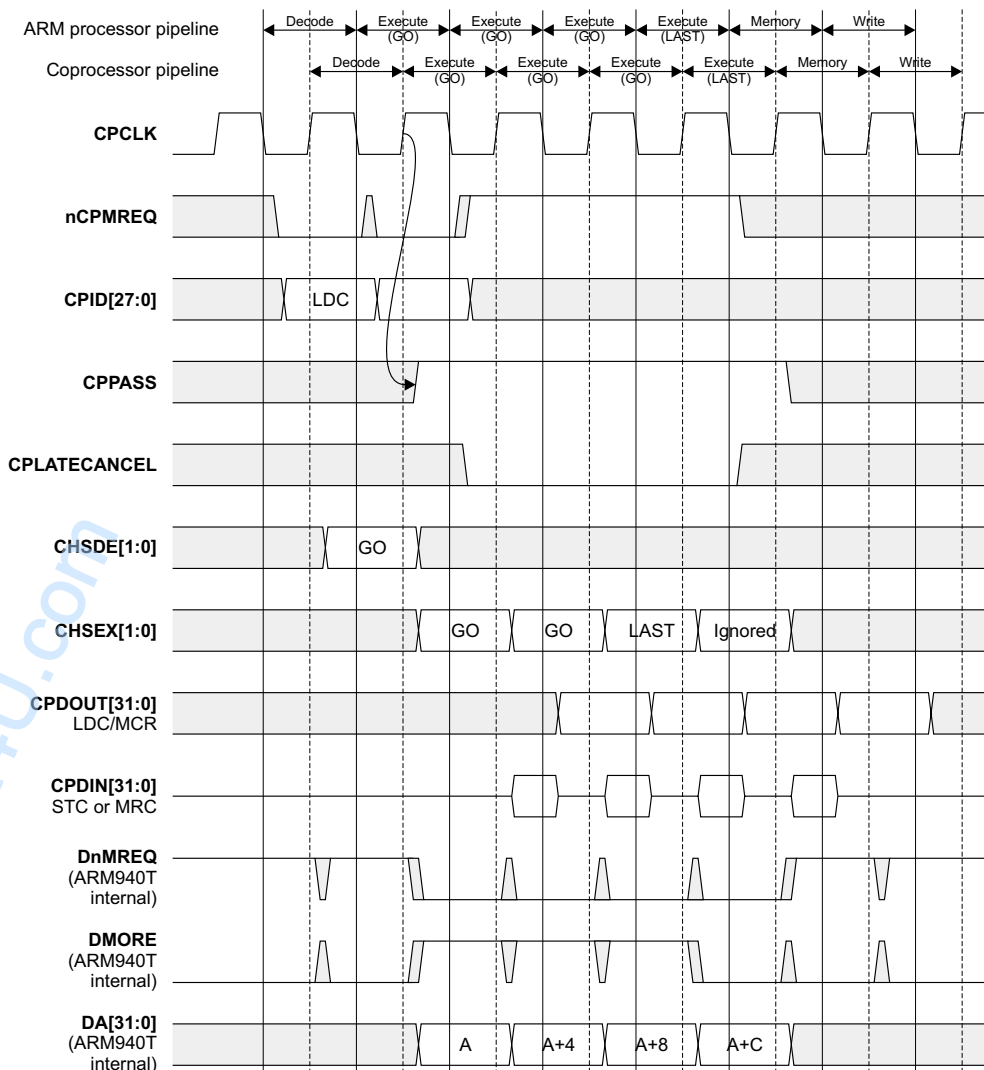 ARM processor pipeline
Decode
Execute
(GO)
Execute
(GO)
Execute
(GO)
Execute
(LAST)
Memory
Write
Coprocessor pipeline
Decode
Execute
(GO)
Execute
(GO)
Execute
(GO)
Execute
(LAST)
Memory
Write
CPCLK
nCPMREQ
CPID[27:0]
LDC
CPPASS
CPLATECANCEL
CHSDE[1:0]
GO
CHSEX[1:0]
GO
GO
LAST
Ignored
CPDOUT[31:0]
LDC/MCR
CPDIN[31:0]
STC or MRC
DnMREQ
(ARM940T
internal)
DMORE
(ARM940T
internal)
DA[31:0]
(ARM940T
internal)
A
A+4
A+8
A+C
4U.com